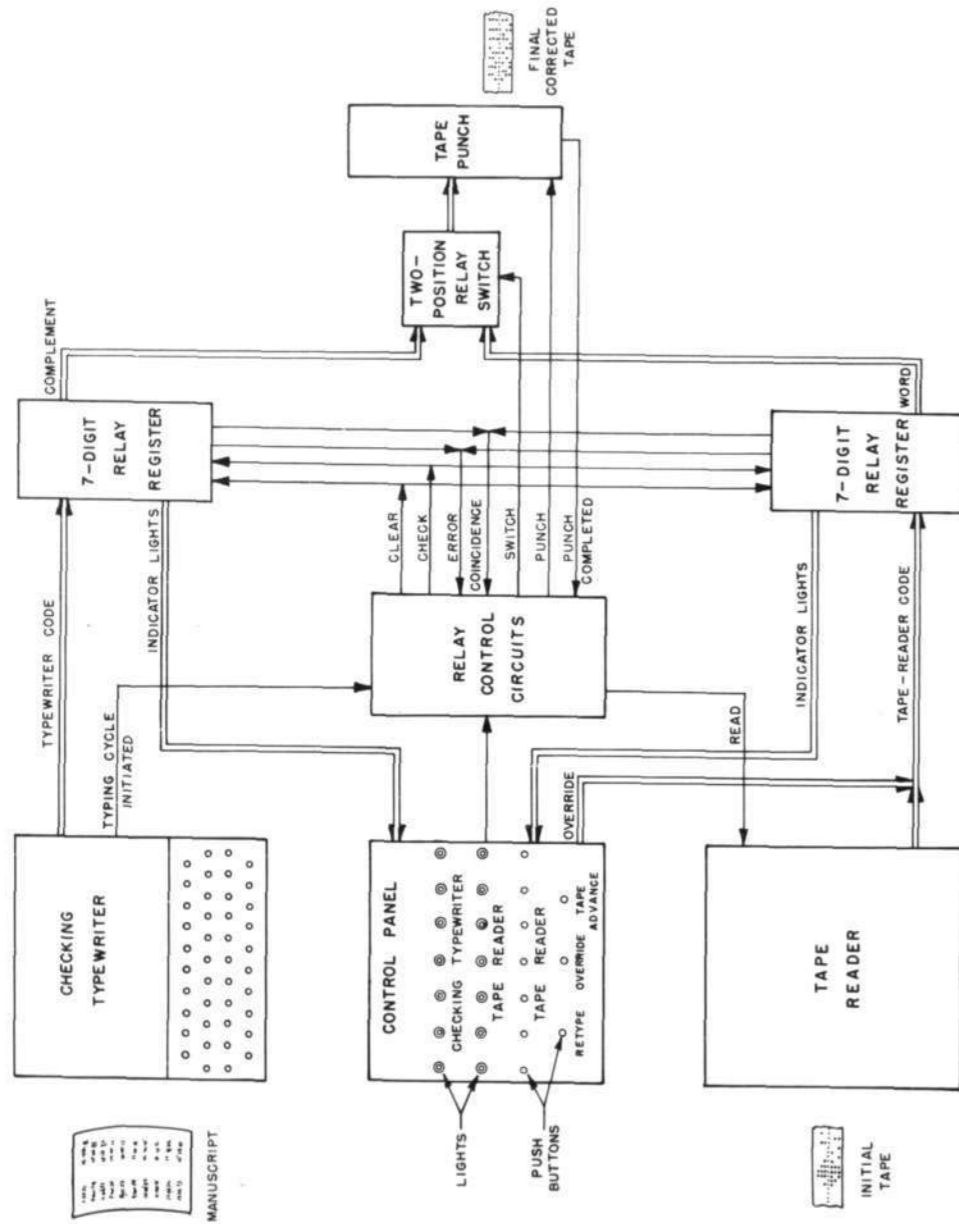 MANUSCRIPT
CHECKING
TYPEWRITER
TYPEWRITER CODE
TYPING CYCLE
INITIATED
INDICATOR LIGHTS
7-DIGIT
RELAY
REGISTER
COMPLEMENT
LIGHTS
PUSH
BUTTONS
CONTROL PANEL
CHECKING TYPEWRITER
TAPE READER
TAPE READER
RETYPE OVERRIDE TAPE
ADVANCE
OVERRIDE
RELAY
CONTROL
CIRCUITS
CLEAR
CHECK
ERROR
COINCIDENCE
SWITCH
PUNCH
PUNCH
COMPLETED
TWO-
POSITION
RELAY
SWITCH
TAPE
PUNCH
FINAL
CORRECTED
TAPE
INITIAL
TAPE
TAPE
READER
READ
INDICATOR LIGHTS
TAPE-READER CODE
7-DIGIT
RELAY
REGISTER
WORD